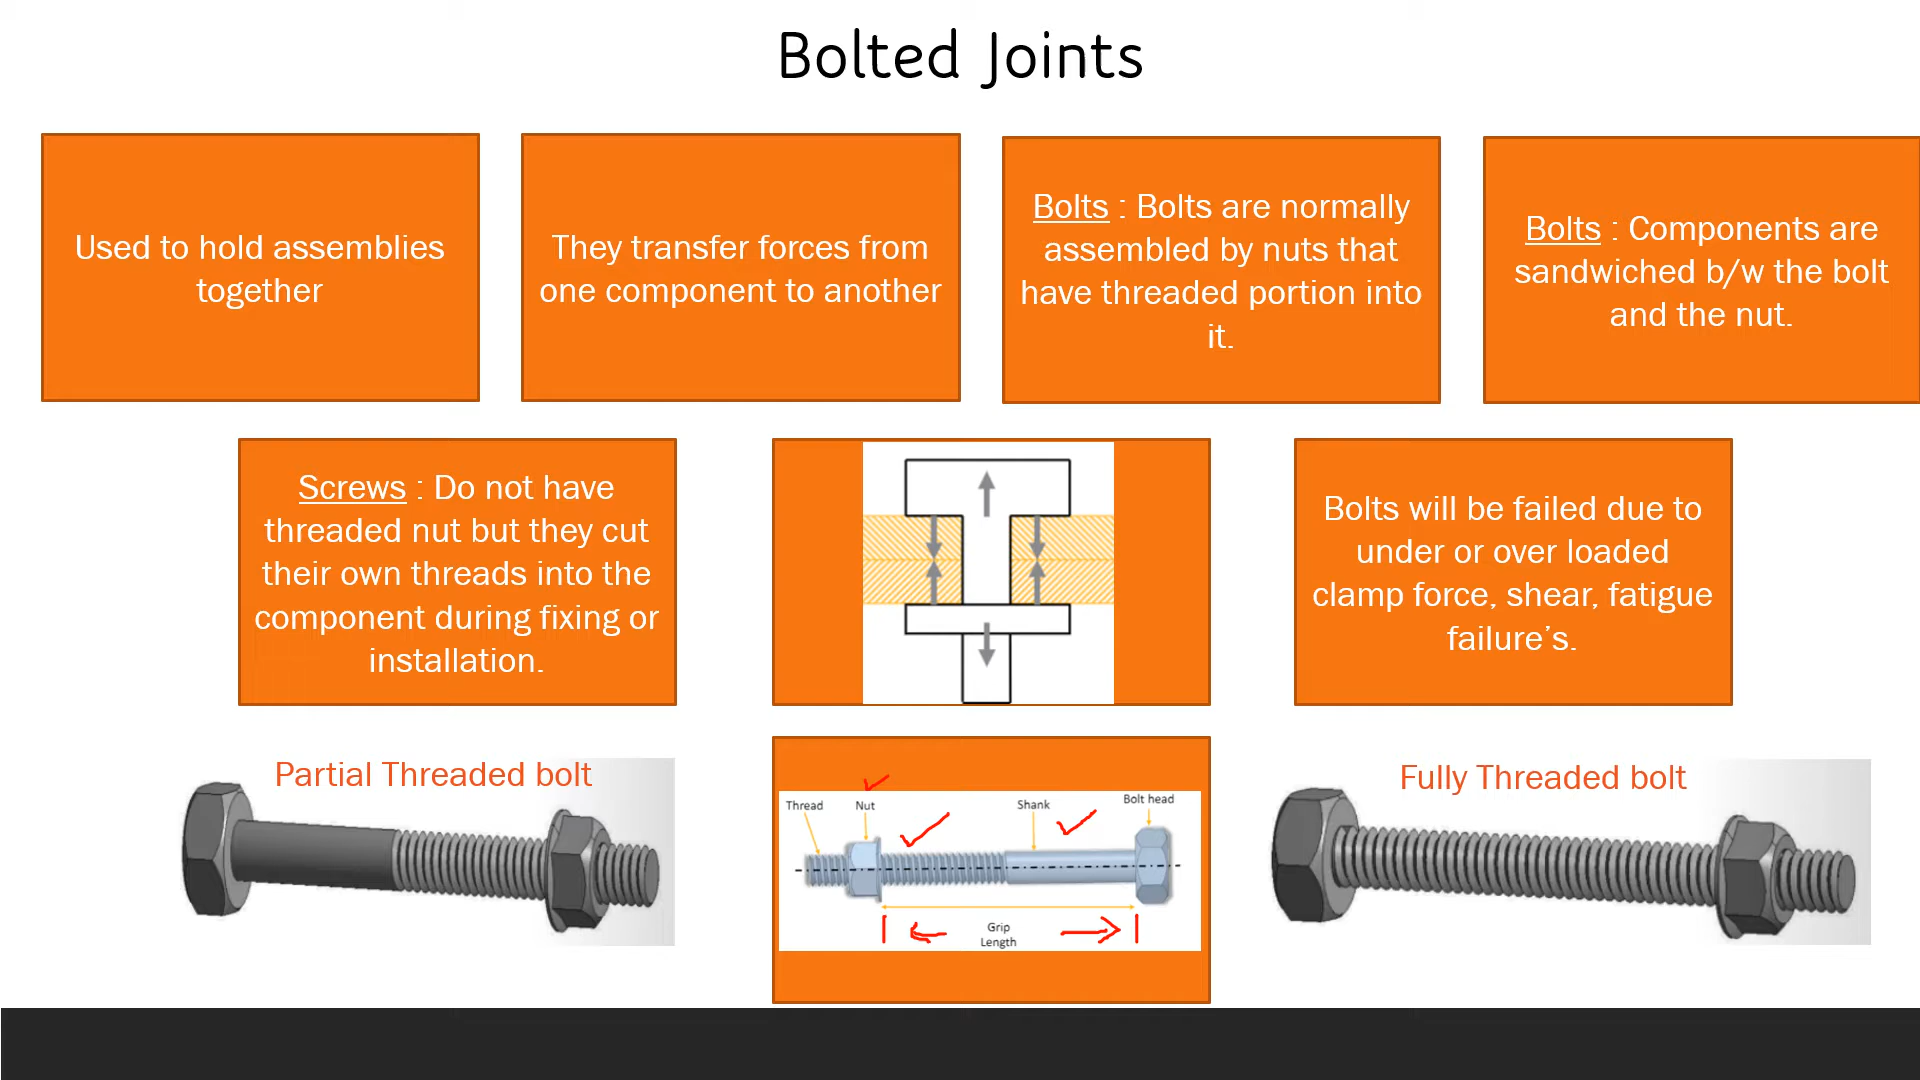 Bolted Joints
Used to hold assemblies
together
They transfer forces from
one component to another
Bolts : Bolts are normally
assembled by nuts that
have threaded portion into
it.
Bolts : Components are
sandwiched b/w the bolt
and the nut.
Screws : Do not have
threaded nut but they cut
their own threads into the
component during fixing or
installation.
Bolts will be failed due to
under or over loaded
clamp force, shear, fatigue
failure’s.
Partial Threaded bolt
Thread
Nut
Shank
Bolt head
Grip
Length
Fully Threaded bolt